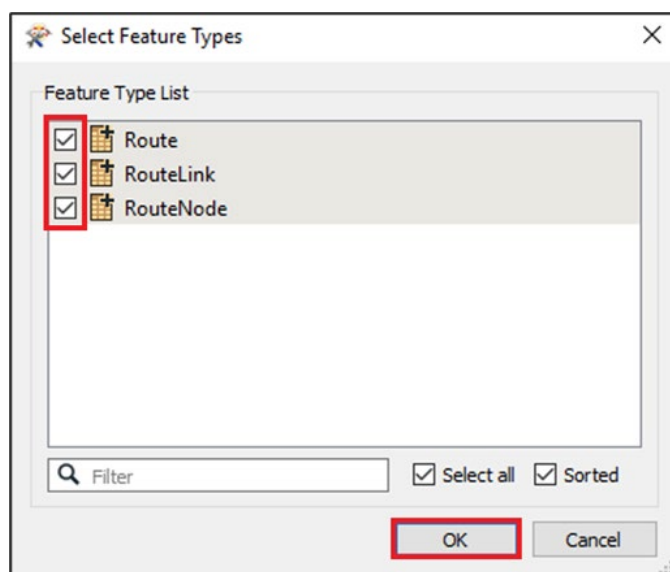 Select Feature Types
Feature Type List
Route
RouteLink
RouteNode
Filter
Select all
Sorted
OK
Cancel